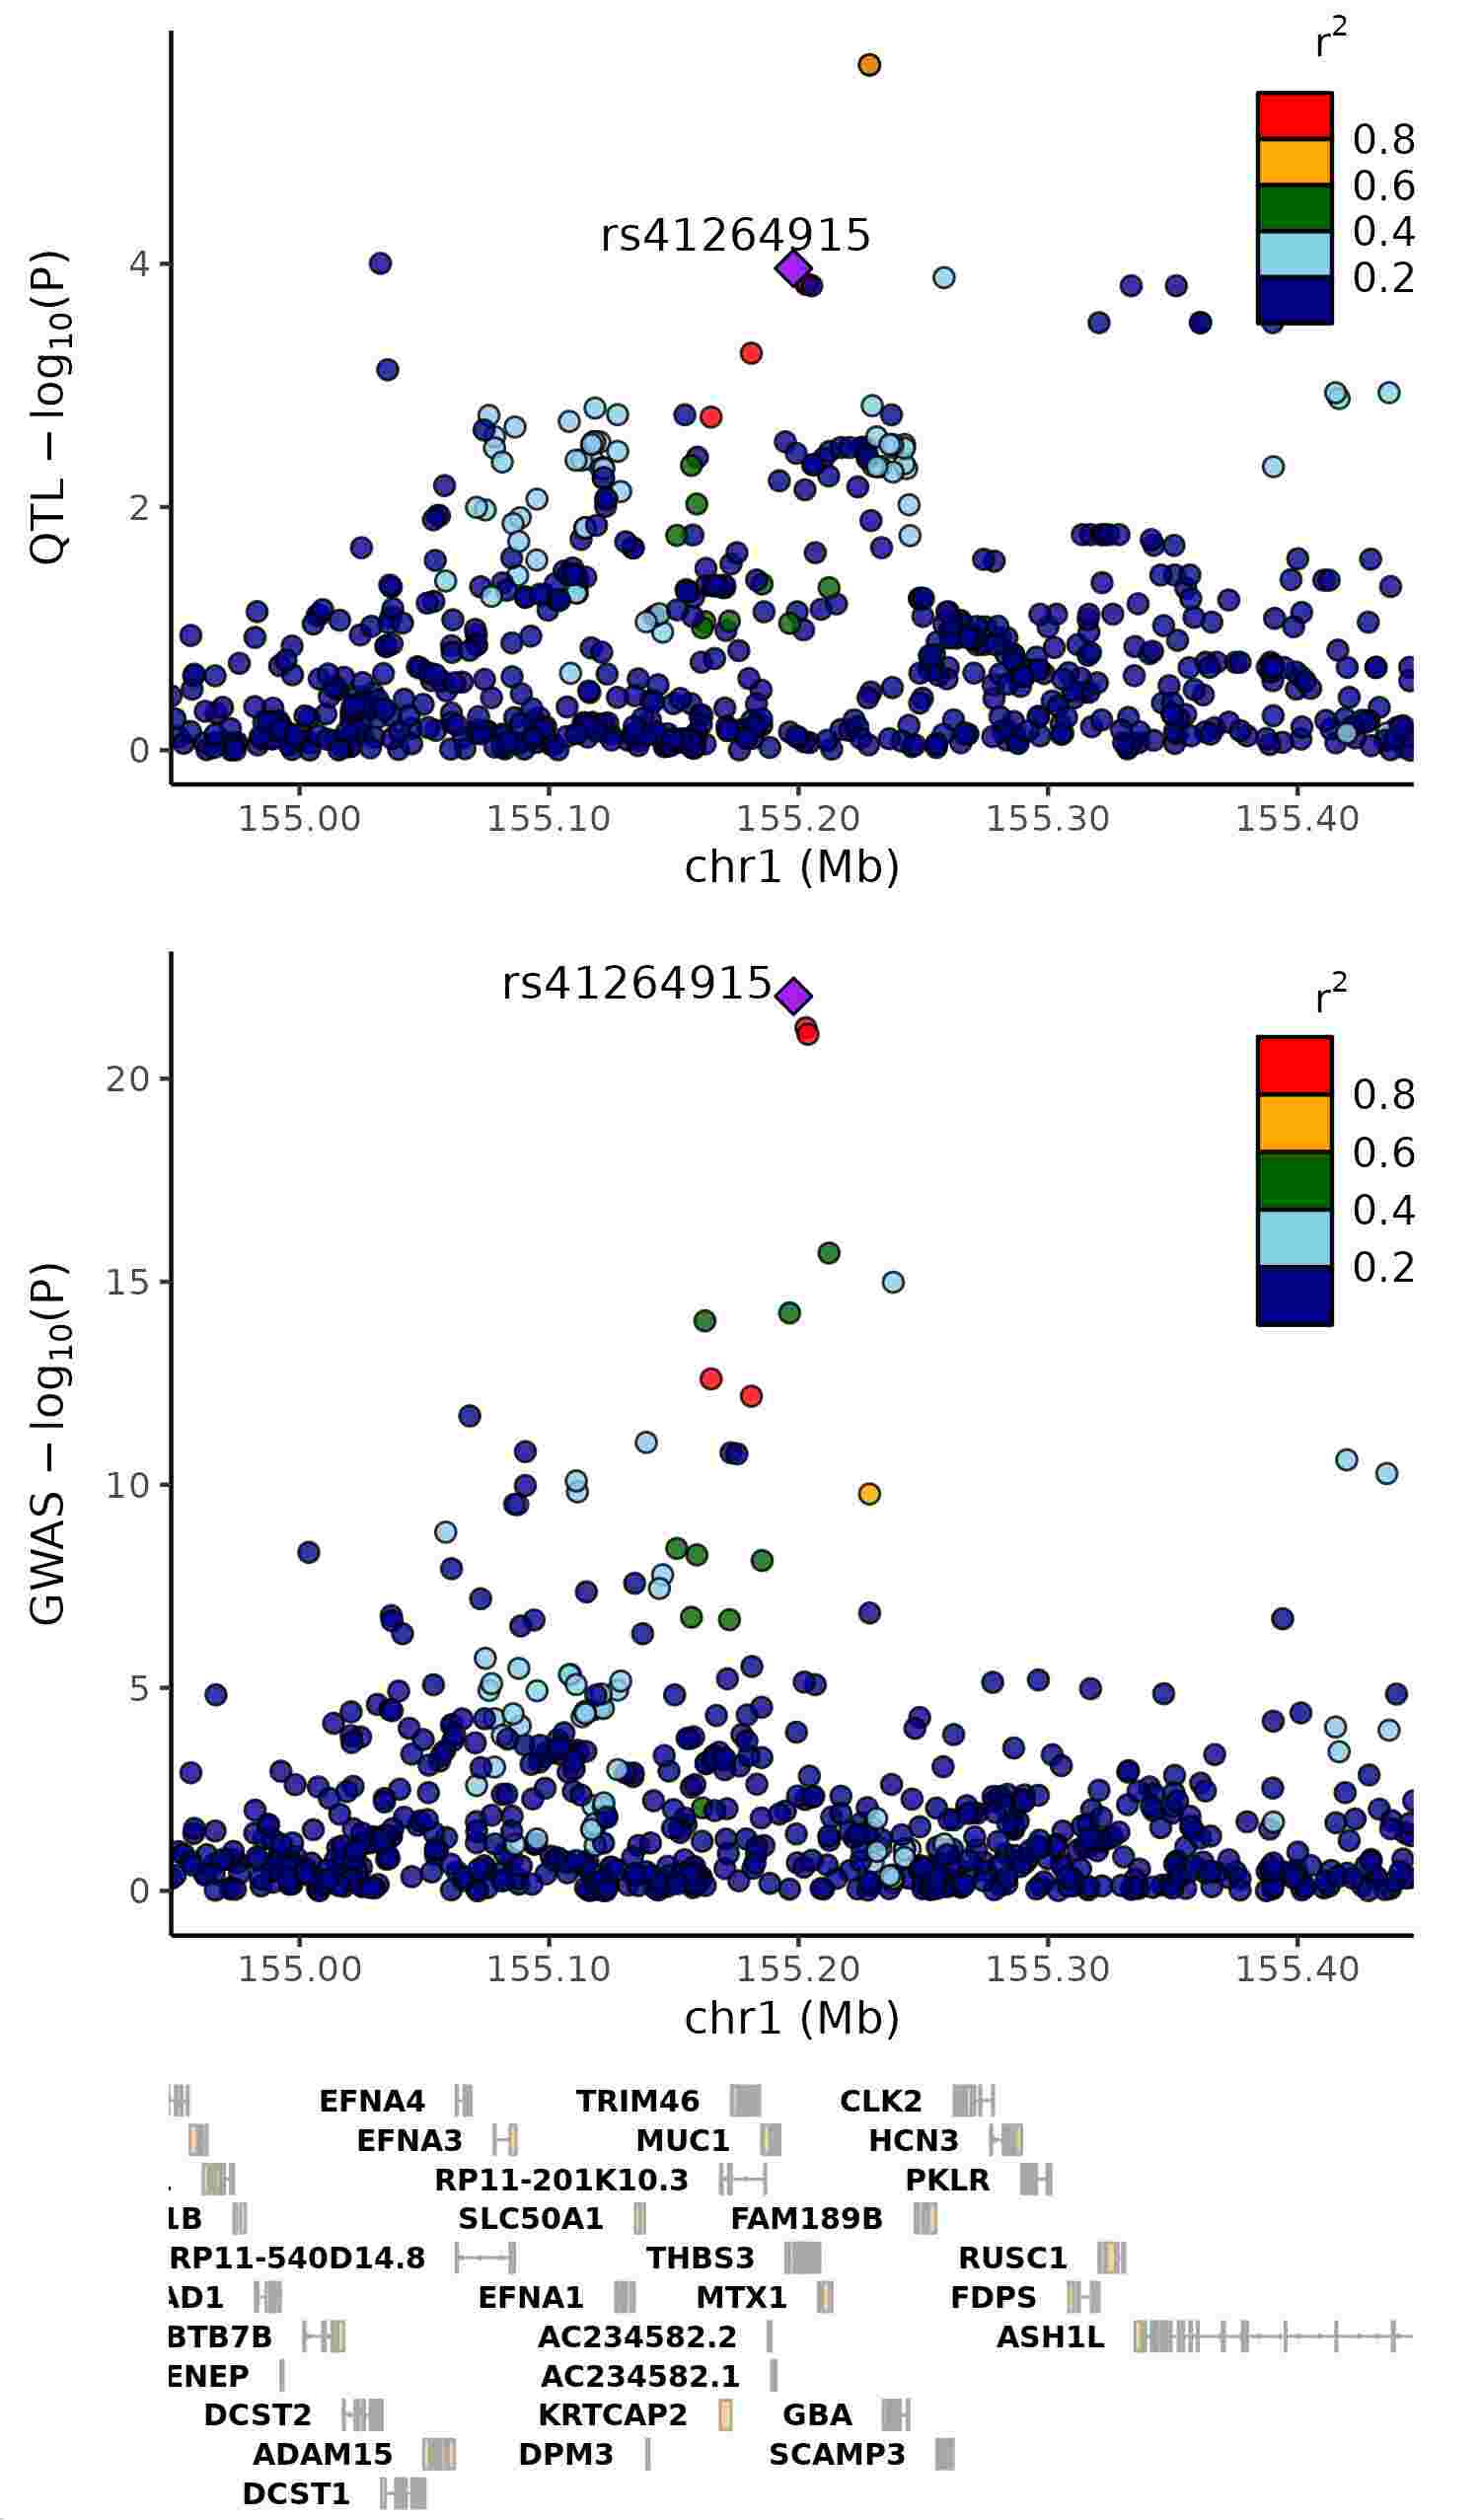 r²
0.8
0.6
0.4
0.2
rs41264915
4
2
0
QTL −log₁₀(P)
155.00 155.10 155.20 155.30 155.40
chr1 (Mb)
rs41264915
r²
0.8
0.6
0.4
0.2
20
15
10
5
0
GWAS −log₁₀(P)
155.00 155.10 155.20 155.30 155.40
chr1 (Mb)
EFNA4 TRIM46 CLK2
EFNA3 MUC1 HCN3
RP11-201K10.3 PKLR
LB SLC50A1 FAM189B
RP11-540D14.8 THBS3 RUSC1
AD1 EFNA1 MTX1 FDPS
BTB7B AC234582.2 ASH1L
ENEP AC234582.1
DCST2 KRTCAP2 GBA
ADAM15 DPM3 SCAMP3
DCST1